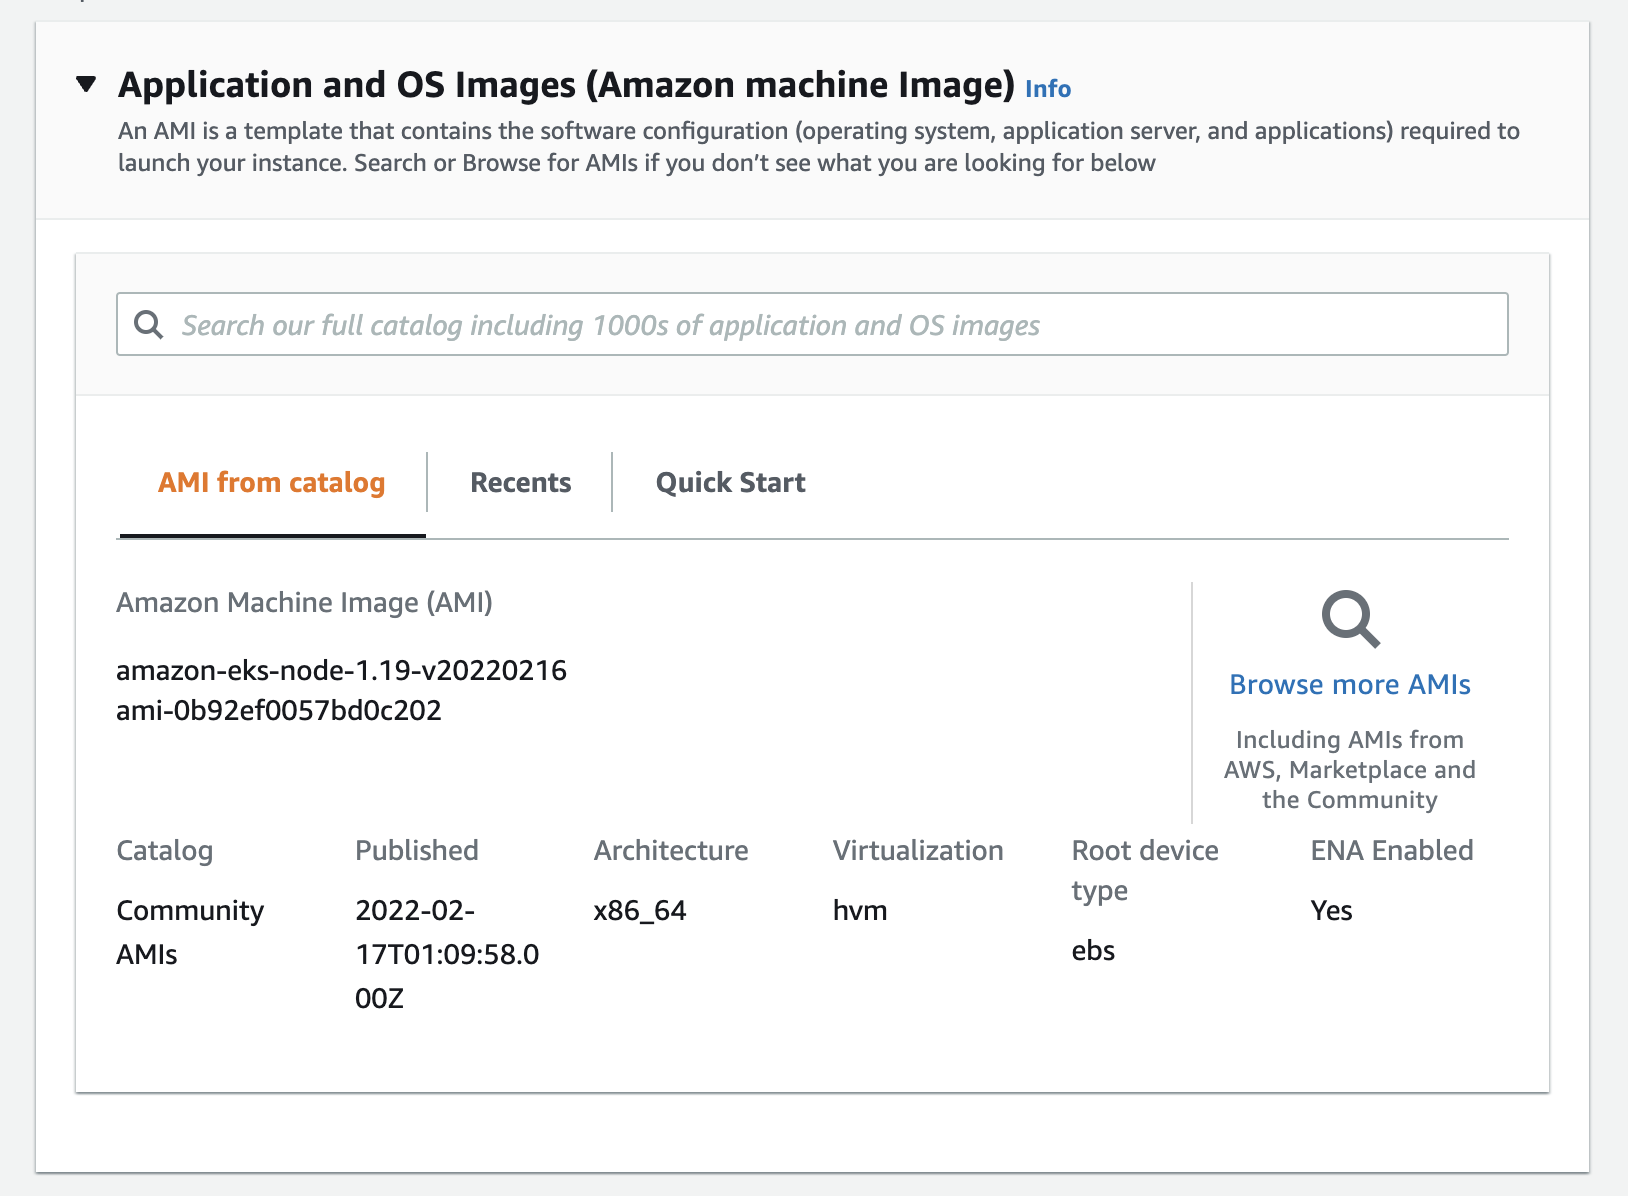 Application and OS Images (Amazon machine Image) Info
An AMI is a template that contains the software configuration (operating system, application server, and applications) required to
launch your instance. Search or Browse for AMIs if you don’t see what you are looking for below
Search our full catalog including 1000s of application and OS images
AMI from catalog
Recents
Quick Start
Amazon Machine Image (AMI)
amazon-eks-node-1.19-v20220216
ami-0b92ef0057bd0c202
Browse more AMIs
Including AMIs from
AWS, Marketplace and
the Community
Catalog
Community
AMIs
Published
2022-02-
17T01:09:58.0
00Z
Architecture
x86_64
Virtualization
hvm
Root device
type
ebs
ENA Enabled
Yes